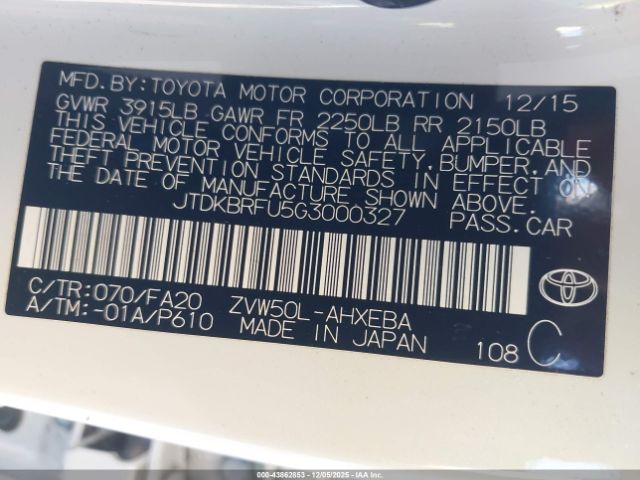 MFD.BY:TOYOTA MOTOR CORPORATION 12/15
GVWR 3915LB GAWR FR 2250LB RR 2150LB
THIS VEHICLE CONFORMS TO ALL APPLICABLE
FEDERAL MOTOR VEHICLE SAFETY,BUMPER,AND
THEFT PREVENTION STANDARDS IN EFFECT ON
THE DATE OF MANUFACTURE SHOWN ABOVE.
JTDKBRFU5G3000327 PASS.CAR
C/TR:070/FA20 ZVW50L-AHXEBA
A/TM:-01A/P610 MADE IN JAPAN
108 C
000-43862853 | 12/05/2025 | Copyright © IAA, Inc.